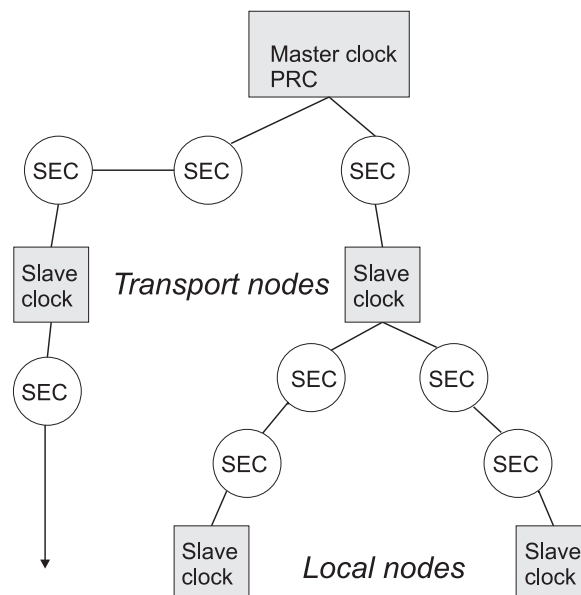 Master clock
PRC
SEC
SEC
SEC
Slave
clock
Transport nodes
Slave
clock
SEC
SEC
SEC
SEC
SEC
Slave
clock
Local nodes
Slave
clock